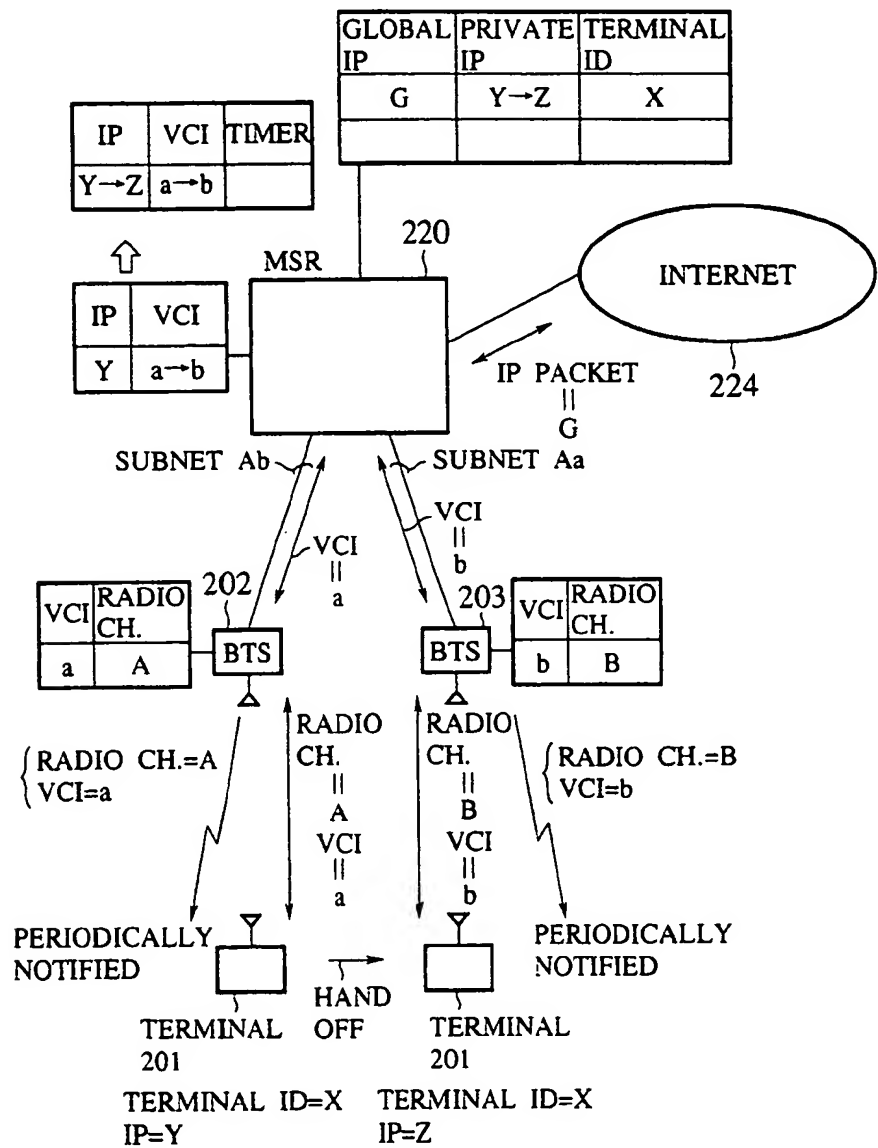 GLOBAL IP PRIVATE IP TERMINAL ID
G Y→Z X
IP VCI TIMER
Y→Z a→b
220
MSR
INTERNET
IP VCI
Y a→b
IP PACKET
||
G
224
SUBNET Ab
SUBNET Aa
VCI
||
a
VCI
||
b
202
203
VCI RADIO CH.
a A
BTS
BTS
VCI RADIO CH.
b B
RADIO CH.=A
VCI=a
RADIO
CH.
||
A
VCI
||
a
RADIO
CH.
||
B
VCI
||
b
RADIO CH.=B
VCI=b
PERIODICALLY
NOTIFIED
PERIODICALLY
NOTIFIED
HAND
OFF
TERMINAL
201
TERMINAL
201
TERMINAL ID=X
IP=Y
TERMINAL ID=X
IP=Z